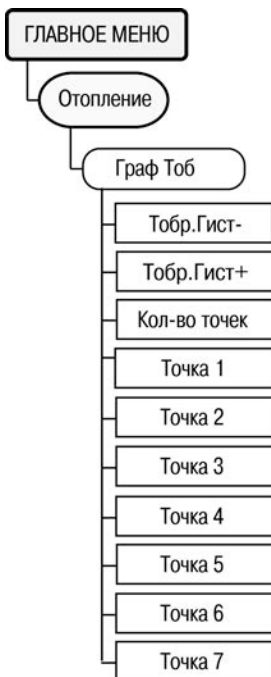 ГЛАВНОЕ МЕНЮ
Отопление
Граф Тоб
Тобр.Гист-
Тобр.Гист+
Кол-во точек
Точка 1
Точка 2
Точка 3
Точка 4
Точка 5
Точка 6
Точка 7